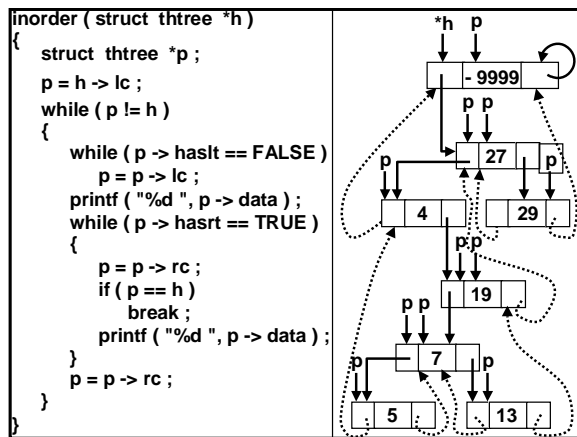 inorder ( struct thtree *h )
{
struct thtree *p ;
p = h -> lc ;
while ( p != h )
{
while ( p -> haslt == FALSE )
p = p -> lc ;
printf ( "%d ", p -> data ) ;
while ( p -> hasrt == TRUE )
{
p = p -> rc ;
if ( p == h )
break ;
printf ( "%d ", p -> data ) ;
}
p = p -> rc ;
}
}
*h p
- 9999
p p
27
p
p
4
29
p p
19
p p
7
p
p p
5
13